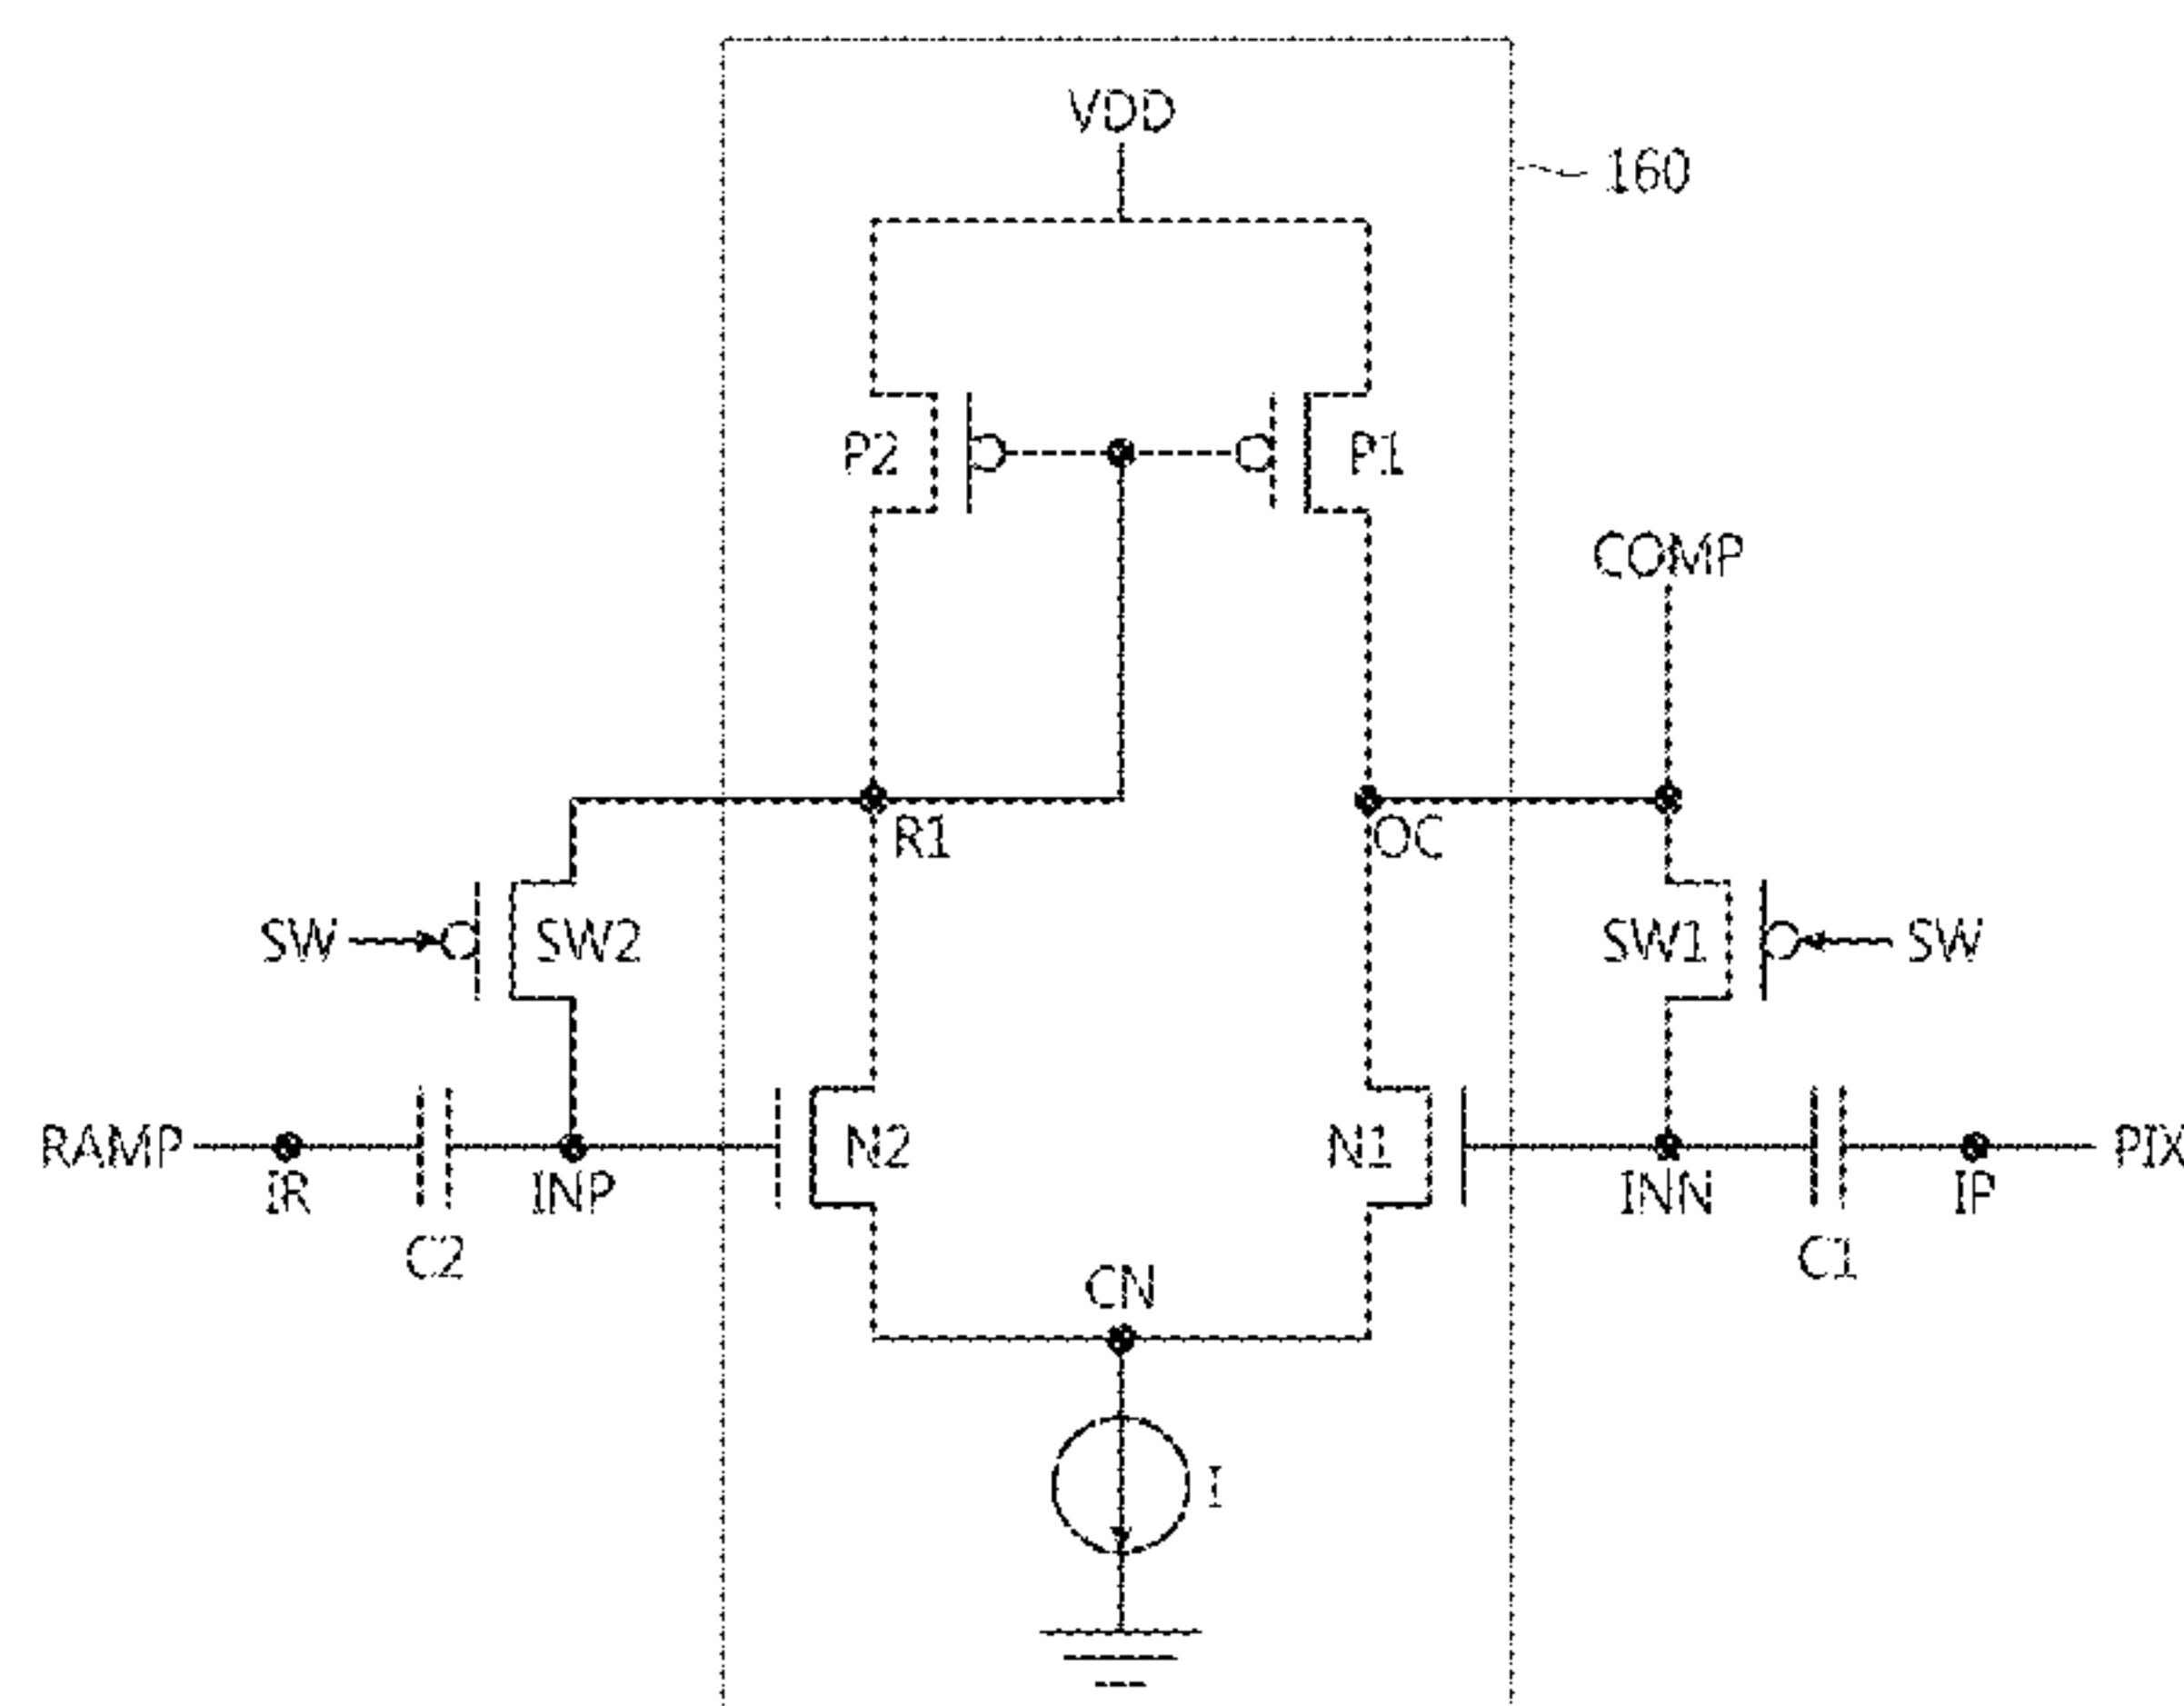 VDD
160
P2
P1
COMP
R1
OC
SW
SW2
SW1
SW
RAMP
IR
INP
N2
N1
INN
IP
PIX
C2
C1
CN
I